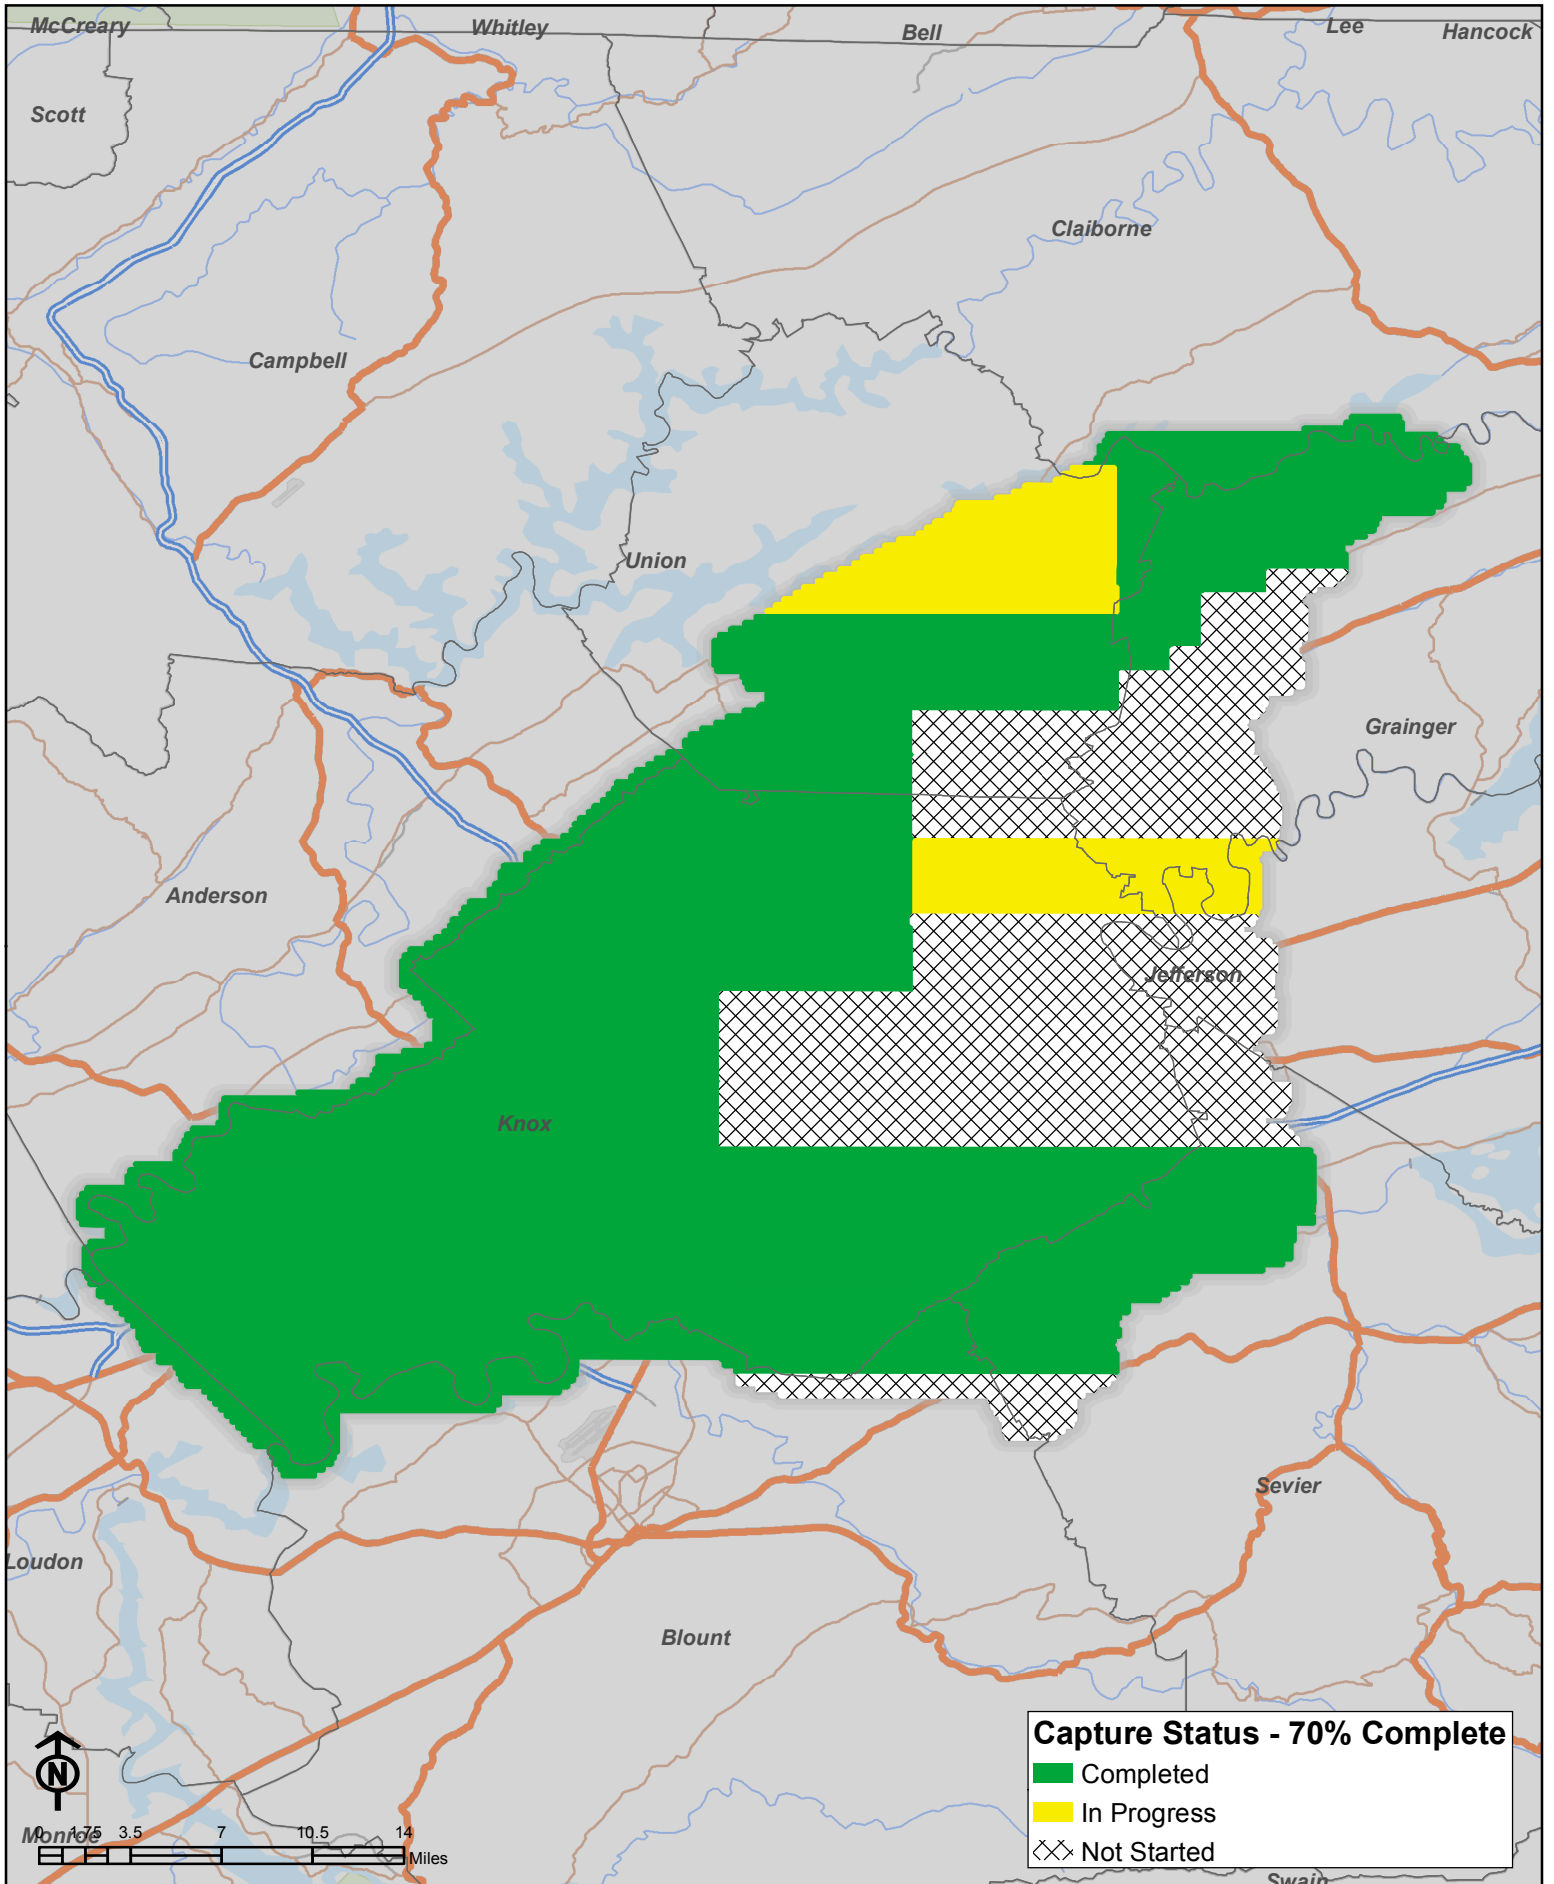 McCreary
Whitley
Bell
Lee
Hancock
Scott
Claiborne
Campbell
Union
Grainger
Anderson
Jefferson
Knox
Sevier
Loudon
Blount
Capture Status - 70% Complete
Completed
In Progress
Not Started
N
0 1.75 3.5 7 10.5 14
Monroe
Miles
Swain